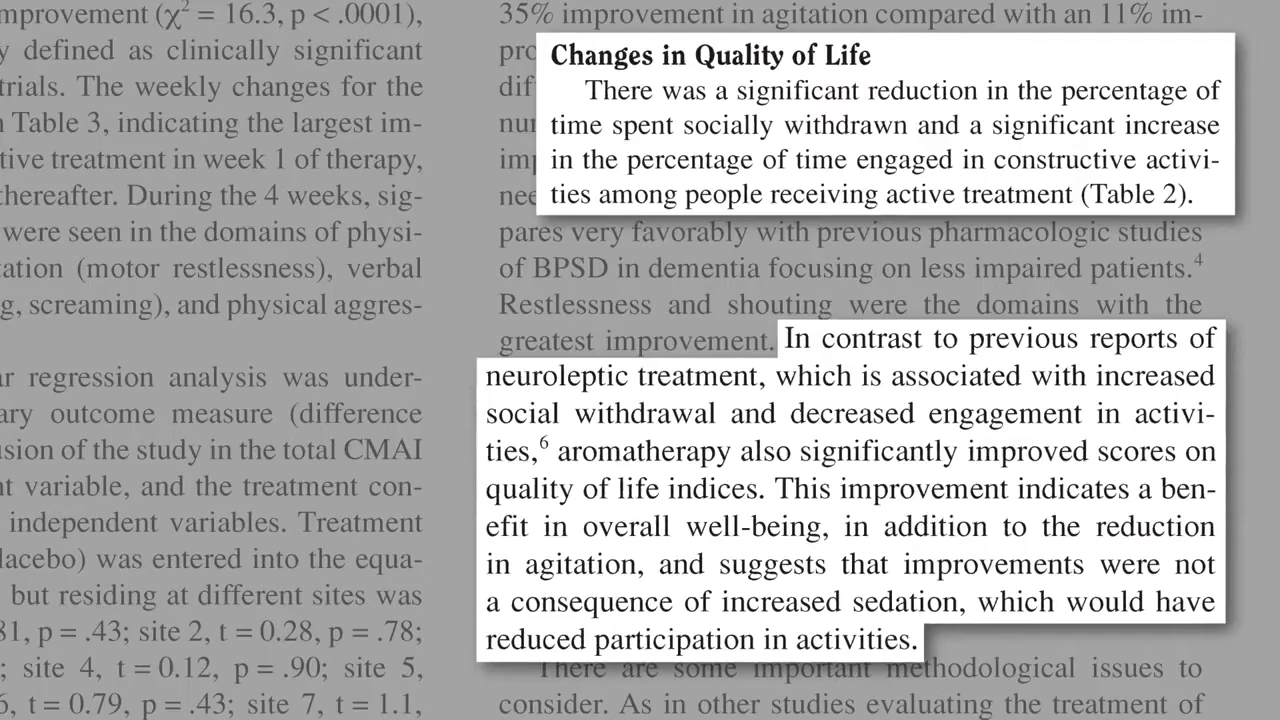 mprovement (χ² = 16.3, p < .0001),
y defined as clinically significant
trials. The weekly changes for the
n Table 3, indicating the largest im-
tive treatment in week 1 of therapy,
thereafter. During the 4 weeks, sig-
were seen in the domains of physi-
tation (motor restlessness), verbal
g, screaming), and physical aggres-
ar regression analysis was under-
ary outcome measure (difference
usion of the study in the total CMAI
nt variable, and the treatment con-
independent variables. Treatment
lacebo) was entered into the equa-
but residing at different sites was
81, p = .43; site 2, t = 0.28, p = .78;
; site 4, t = 0.12, p = .90; site 5,
6, t = 0.79, p = .43; site 7, t = 1.1,
35% improvement in agitation compared with an 11% im-
Changes in Quality of Life
There was a significant reduction in the percentage of
time spent socially withdrawn and a significant increase
in the percentage of time engaged in constructive activi-
ties among people receiving active treatment (Table 2).
pares very favorably with previous pharmacologic studies
of BPSD in dementia focusing on less impaired patients.⁴
Restlessness and shouting were the domains with the
greatest improvement. In contrast to previous reports of
neuroleptic treatment, which is associated with increased
social withdrawal and decreased engagement in activi-
ties,⁶ aromatherapy also significantly improved scores on
quality of life indices. This improvement indicates a ben-
efit in overall well-being, in addition to the reduction
in agitation, and suggests that improvements were not
a consequence of increased sedation, which would have
reduced participation in activities.
There are some important methodological issues to
consider. As in other studies evaluating the treatment of